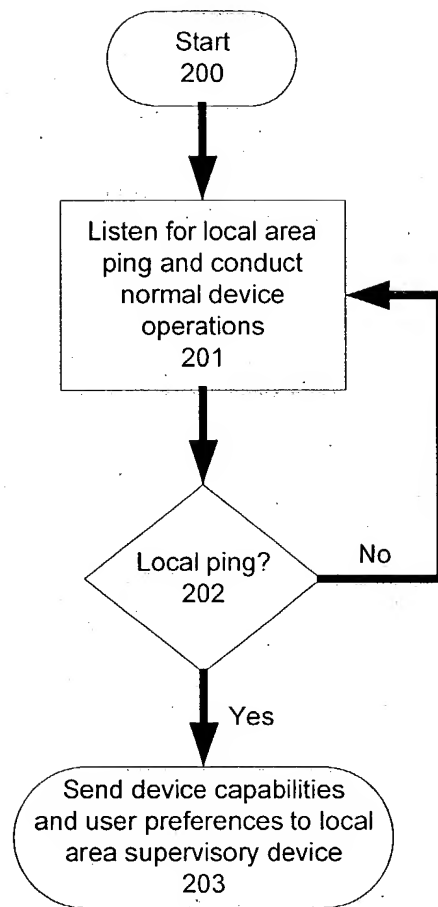 Start
200
Listen for local area
ping and conduct
normal device
operations
201
Local ping?
202
No
Yes
Send device capabilities
and user preferences to local
area supervisory device
203